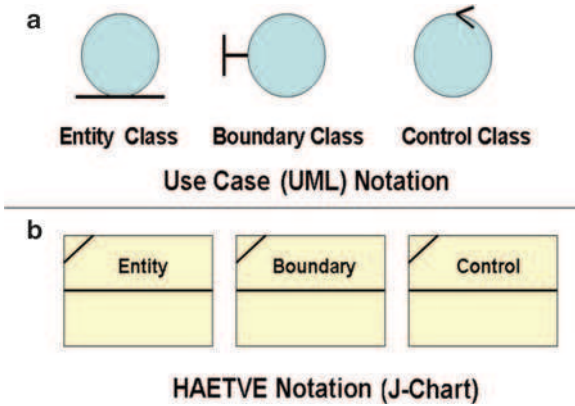 a
Entity Class Boundary Class Control Class
Use Case (UML) Notation
b
Entity Boundary Control
HAETVE Notation (J-Chart)